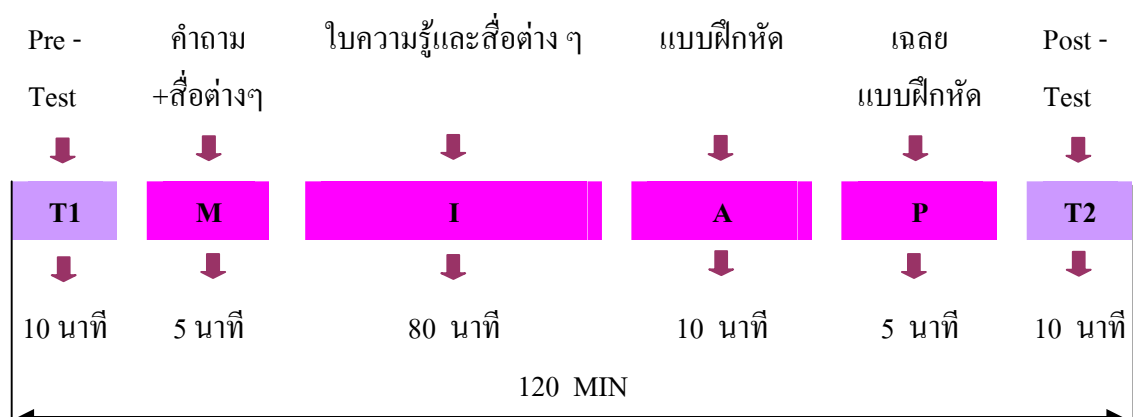 Pre - คำถาม ใบความรู้และสื่อต่าง ๆ แบบฝึกหัด เฉลย Post -
Test +สื่อต่างๆ แบบฝึกหัด Test
T1 M I A P T2
10 นาที 5 นาที 80 นาที 10 นาที 5 นาที 10 นาที
120 MIN